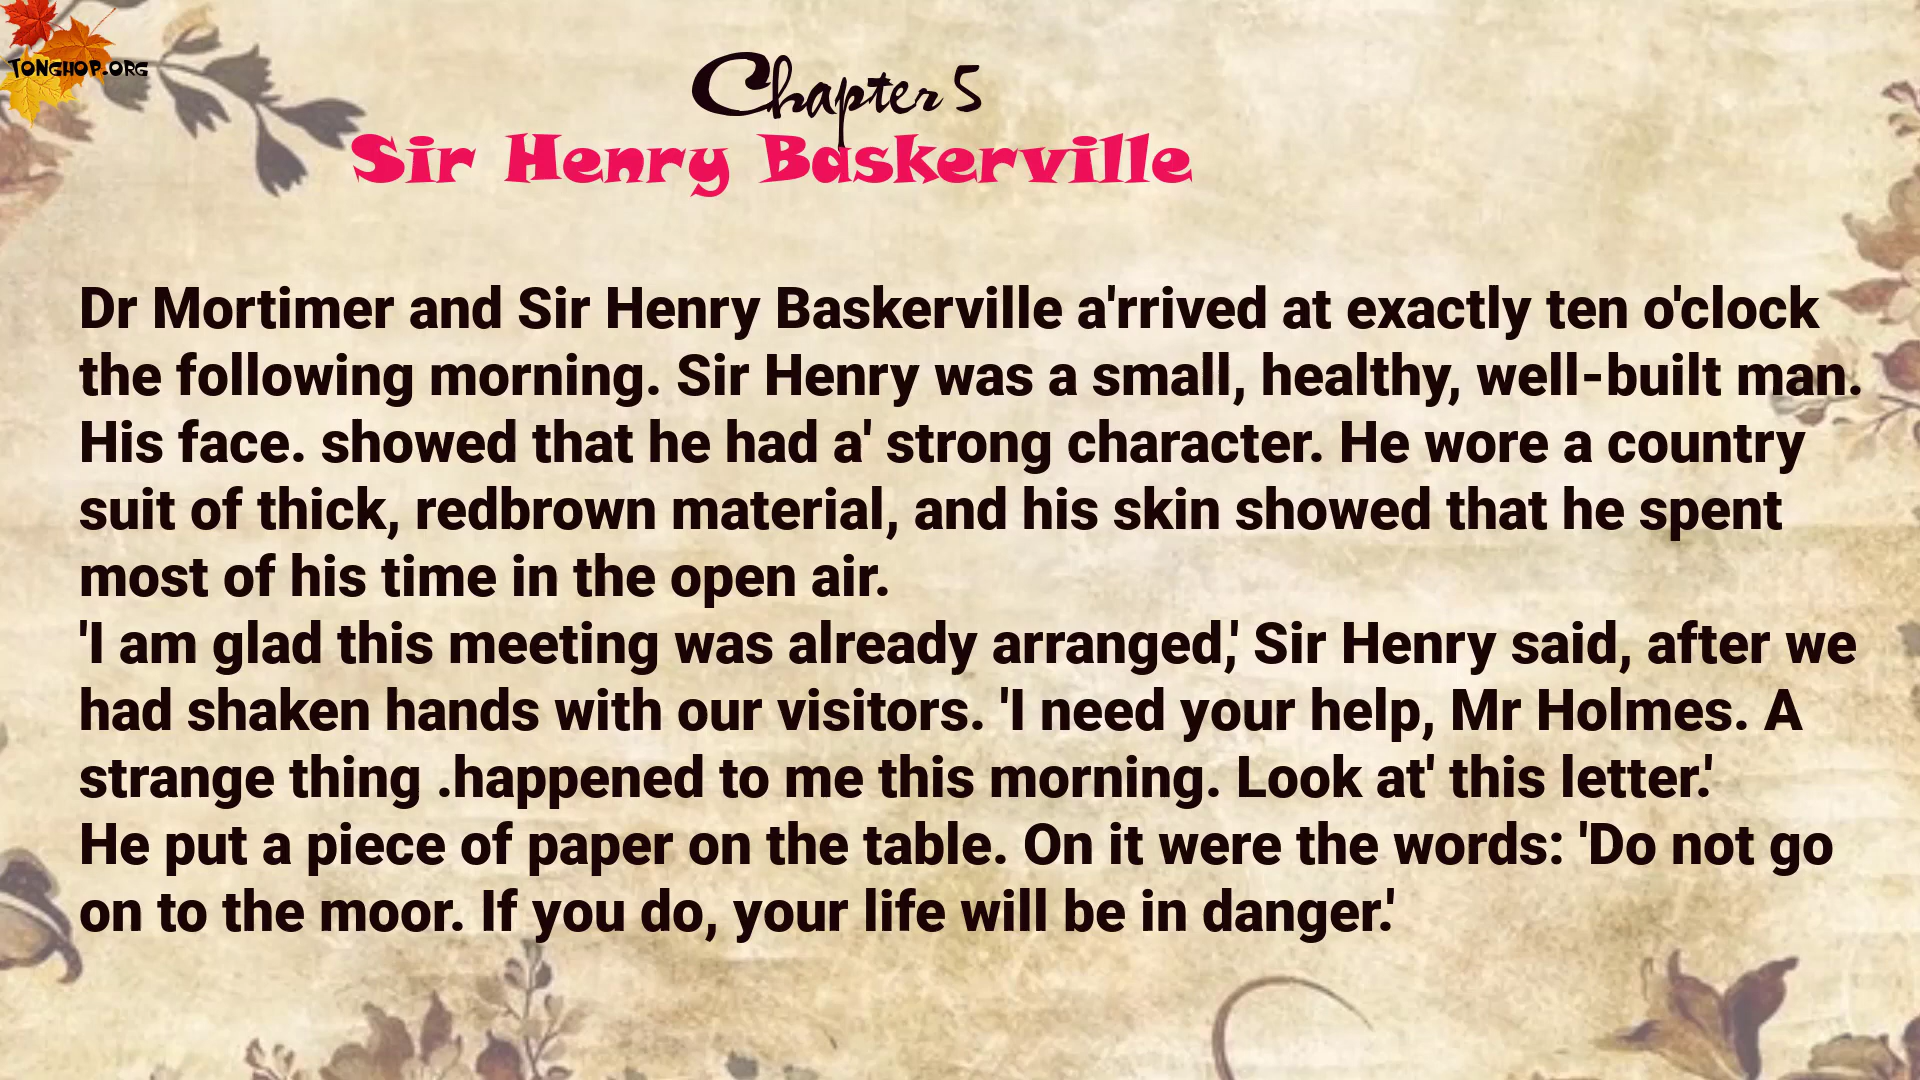 TONGHOP.ORG
Chapter 5
Sir Henry Baskerville
Dr Mortimer and Sir Henry Baskerville a'rrived at exactly ten o'clock
the following morning. Sir Henry was a small, healthy, well-built man.
His face. showed that he had a' strong character. He wore a country
suit of thick, redbrown material, and his skin showed that he spent
most of his time in the open air.
'I am glad this meeting was already arranged,' Sir Henry said, after we
had shaken hands with our visitors. 'I need your help, Mr Holmes. A
strange thing .happened to me this morning. Look at' this letter.'
He put a piece of paper on the table. On it were the words: 'Do not go
on to the moor. If you do, your life will be in danger.'